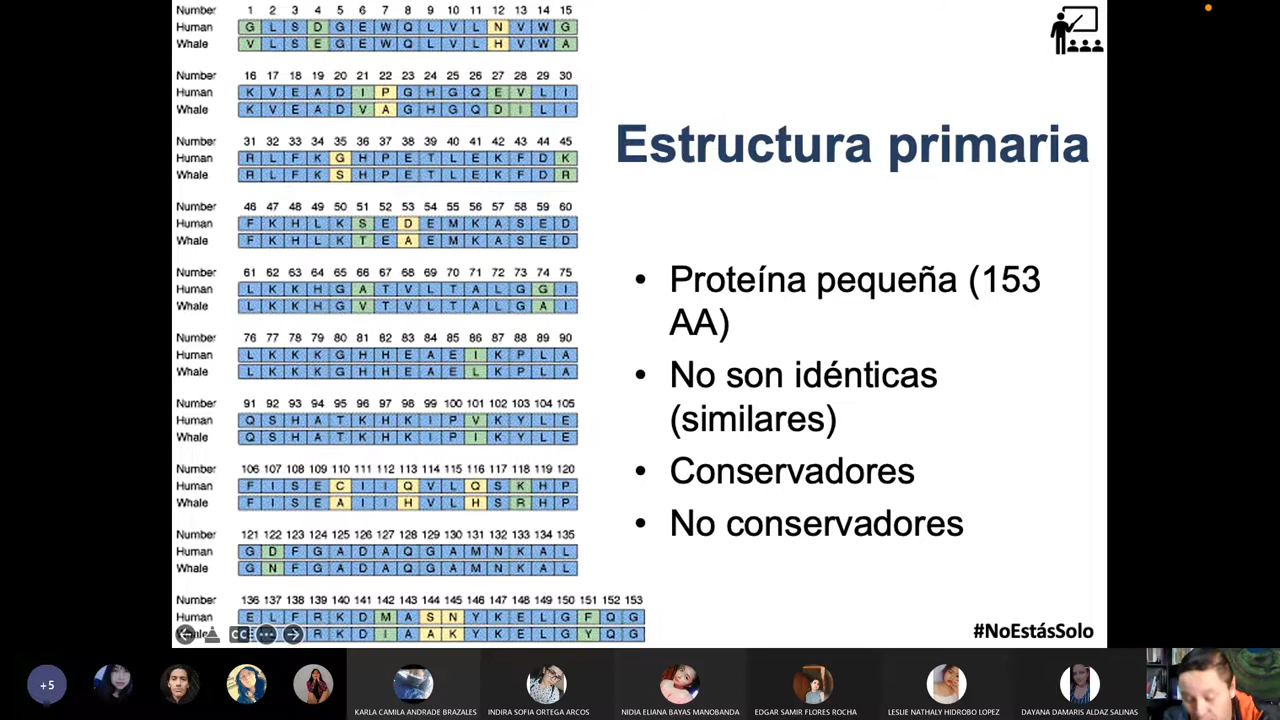 Number 1 2 3 4 5 6 7 8 9 10 11 12 13 14 15
Human G L S D G E W Q L V L N V W G
Whale V L S E G E W Q L V L H V W A
Number 16 17 18 19 20 21 22 23 24 25 26 27 28 29 30
Human K V E A D I P G H G Q E V L I
Whale K V E A D V A G H G Q D I L I
Number 31 32 33 34 35 36 37 38 39 40 41 42 43 44 45
Human R L F K G H P E T L E K F D K
Whale R L F K S H P E T L E K F D R
Number 46 47 48 49 50 51 52 53 54 55 56 57 58 59 60
Human F K H L K S E D E M K A S E D
Whale F K H L K T E A E M K A S E D
Number 61 62 63 64 65 66 67 68 69 70 71 72 73 74 75
Human L K K H G A T V L T A L G G I
Whale L K K H G V T V L T A L G A I
Number 76 77 78 79 80 81 82 83 84 85 86 87 88 89 90
Human L K K K G H H E A E I K P L A
Whale L K K K G H H E A E L K P L A
Number 91 92 93 94 95 96 97 98 99 100 101 102 103 104 105
Human Q S H A T K H K I P V K Y L E
Whale Q S H A T K H K I P I K Y L E
Number 106 107 108 109 110 111 112 113 114 115 116 117 118 119 120
Human F I S E C I I Q V L Q S K H P
Whale F I S E A I I H V L H S R H P
Number 121 122 123 124 125 126 127 128 129 130 131 132 133 134 135
Human G D F G A D A Q G A M N K A L
Whale G N F G A D A Q G A M N K A L
Number 136 137 138 139 140 141 142 143 144 145 146 147 148 149 150 151 152 153
Human E L F R K D M A S N Y K E L G F Q G
R K D I A A K Y K E L G Y Q G
CC
Estructura primaria
• Proteína pequeña (153
AA)
• No son idénticas
(similares)
• Conservadores
• No conservadores
#NoEstásSolo
+5
KARLA CAMILA ANDRADE BRAZALES
INDIRA SOFIA ORTEGA ARCOS
NIDIA ELIANA BAYAS MANOBANDA
EDGAR SAMIR FLORES ROCHA
LESLIE NATHALY HIDROBO LOPEZ
DAYANA DAMARIS ALDAZ SALINAS